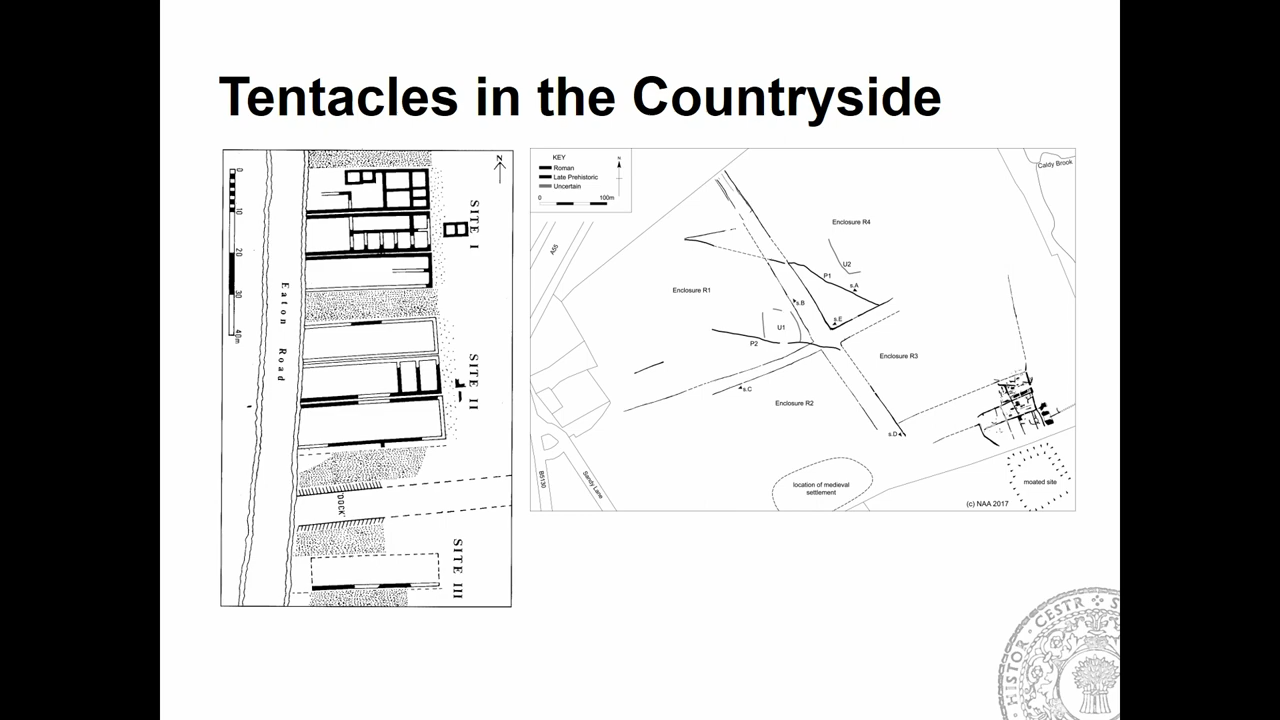 Tentacles in the Countryside
N
0
10
20
30
40m
Eaton Road
SITE I
SITE II
'DOCK'
SITE III
KEY
Roman
Late Prehistoric
Uncertain
N
0
100m
Caldy Brook
A55
Enclosure R4
U2
P1
s.A
Enclosure R1
s.B
s.E
U1
P2
Enclosure R3
s.C
Enclosure R2
s.D
B5130
Sandy Lane
location of medieval
settlement
moated site
(c) NAA 2017
HISTOR · CESTR S